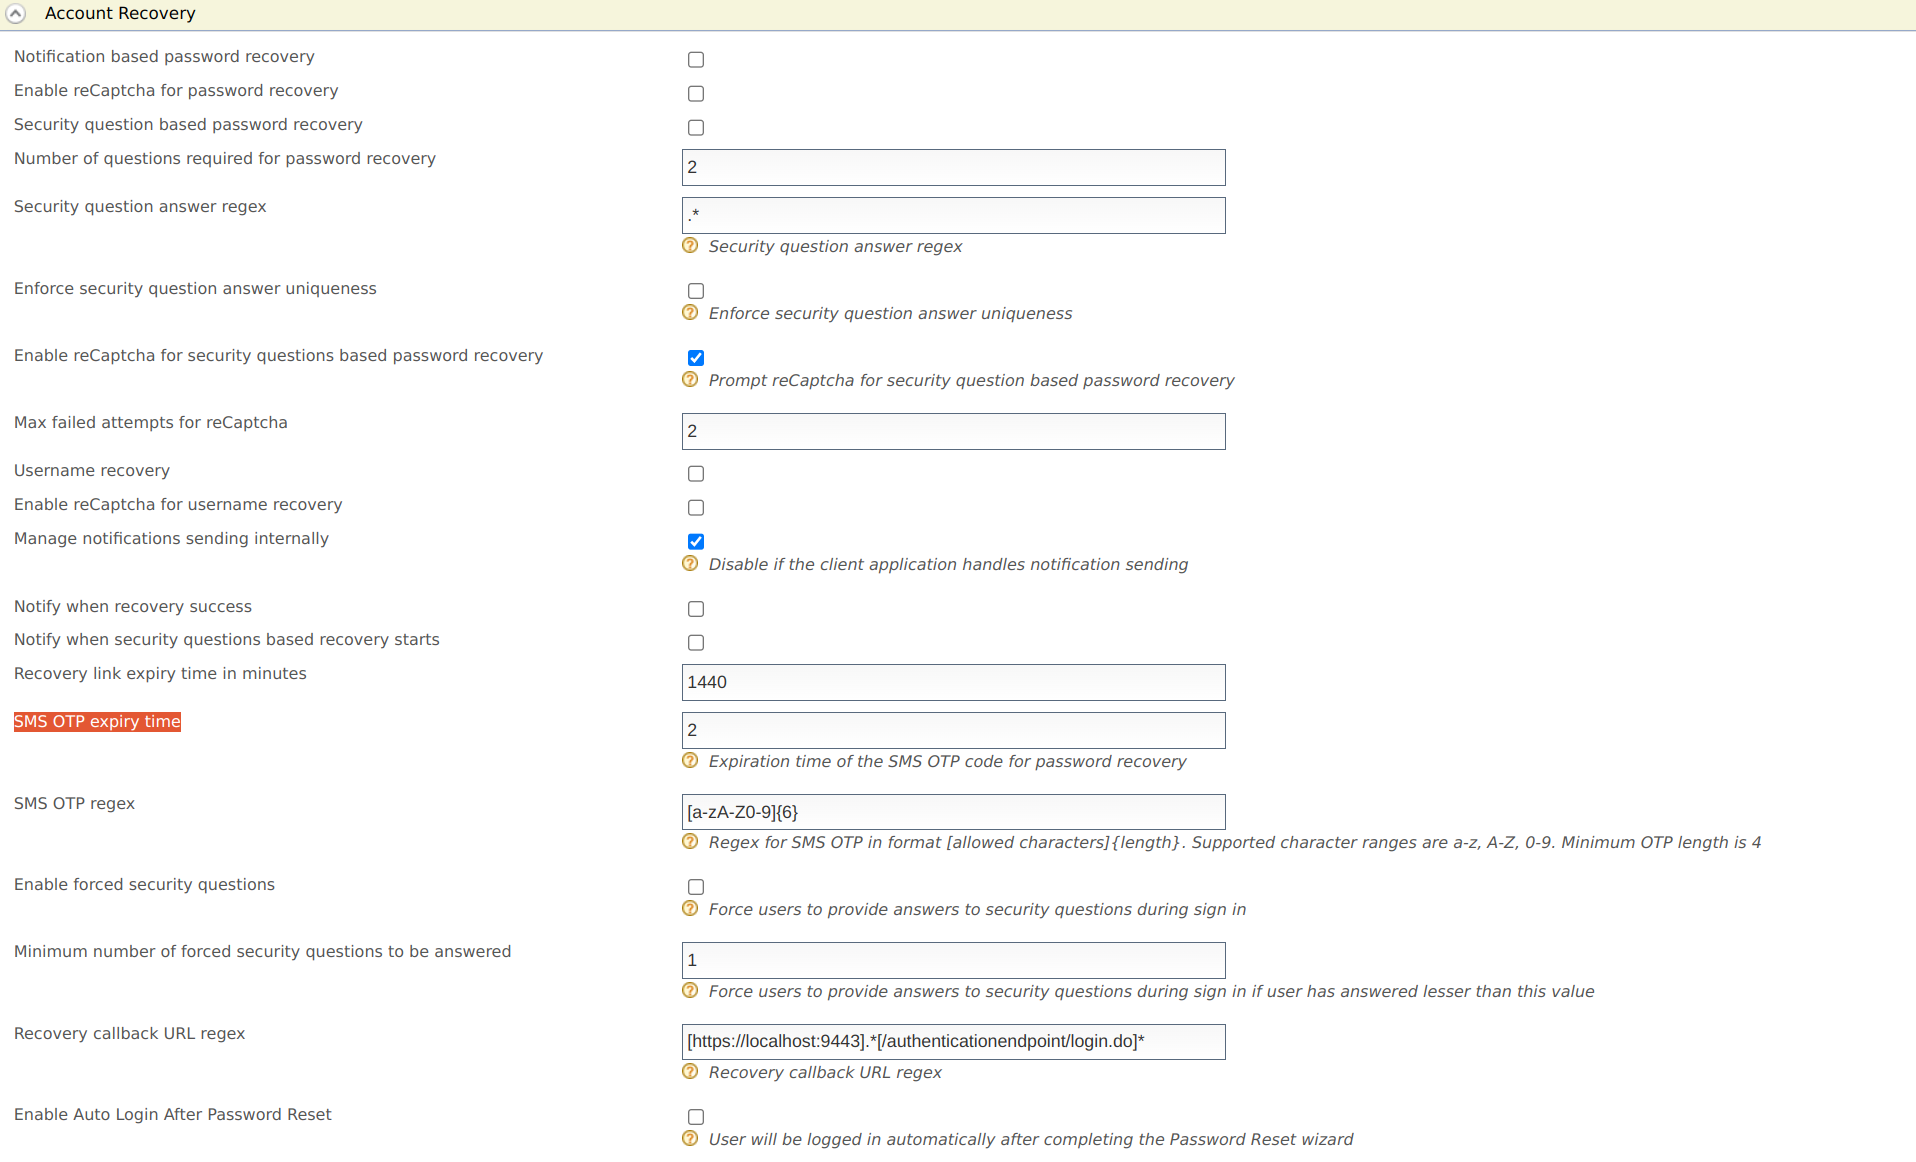 Account Recovery
Notification based password recovery
Enable reCaptcha for password recovery
Security question based password recovery
Number of questions required for password recovery
2
Security question answer regex
.*
Security question answer regex
Enforce security question answer uniqueness
Enforce security question answer uniqueness
Enable reCaptcha for security questions based password recovery
Prompt reCaptcha for security question based password recovery
Max failed attempts for reCaptcha
2
Username recovery
Enable reCaptcha for username recovery
Manage notifications sending internally
Disable if the client application handles notification sending
Notify when recovery success
Notify when security questions based recovery starts
Recovery link expiry time in minutes
1440
SMS OTP expiry time
2
Expiration time of the SMS OTP code for password recovery
SMS OTP regex
[a-zA-Z0-9]{6}
Regex for SMS OTP in format [allowed characters]{length}. Supported character ranges are a-z, A-Z, 0-9. Minimum OTP length is 4
Enable forced security questions
Force users to provide answers to security questions during sign in
Minimum number of forced security questions to be answered
1
Force users to provide answers to security questions during sign in if user has answered lesser than this value
Recovery callback URL regex
[https://localhost:9443].*[/authenticationendpoint/login.do]*
Recovery callback URL regex
Enable Auto Login After Password Reset
User will be logged in automatically after completing the Password Reset wizard